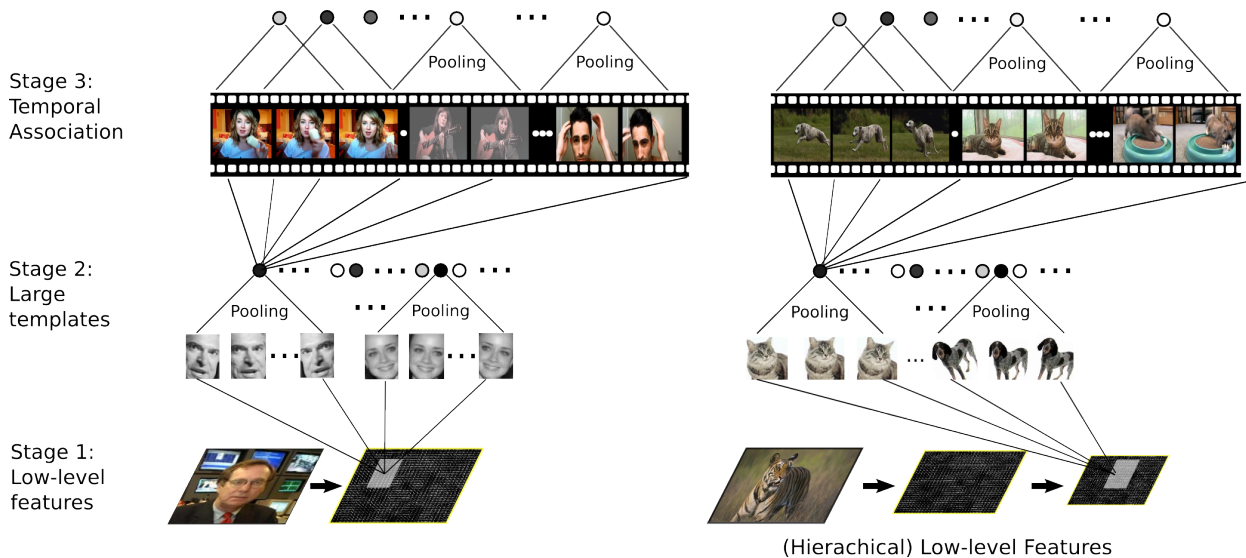 Pooling
Pooling
Pooling
Pooling
Stage 3:
Temporal
Association
Stage 2:
Large
templates
Pooling
Pooling
Pooling
Pooling
Stage 1:
Low-level
features
(Hierachical) Low-level Features